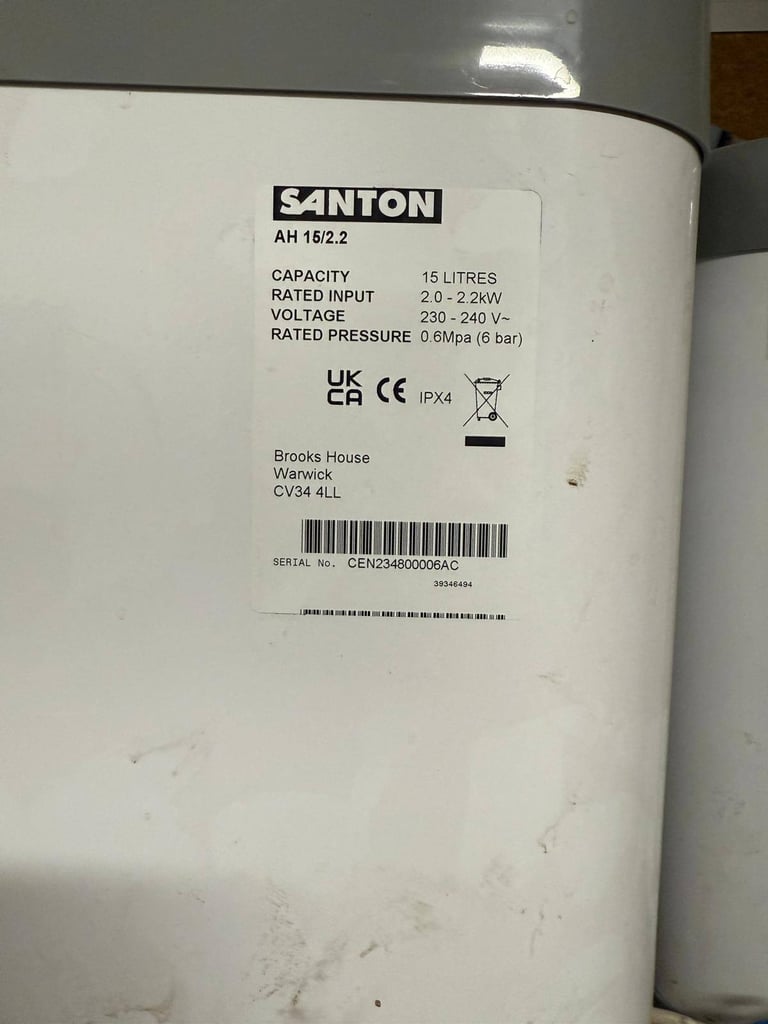 SANTON
AH 15/2.2
CAPACITY 15 LITRES
RATED INPUT 2.0 - 2.2kW
VOLTAGE 230 - 240 V~
RATED PRESSURE 0.6Mpa (6 bar)
UK CA CE IPX4
Brooks House
Warwick
CV34 4LL
SERIAL No. CEN234800006AC
39346494